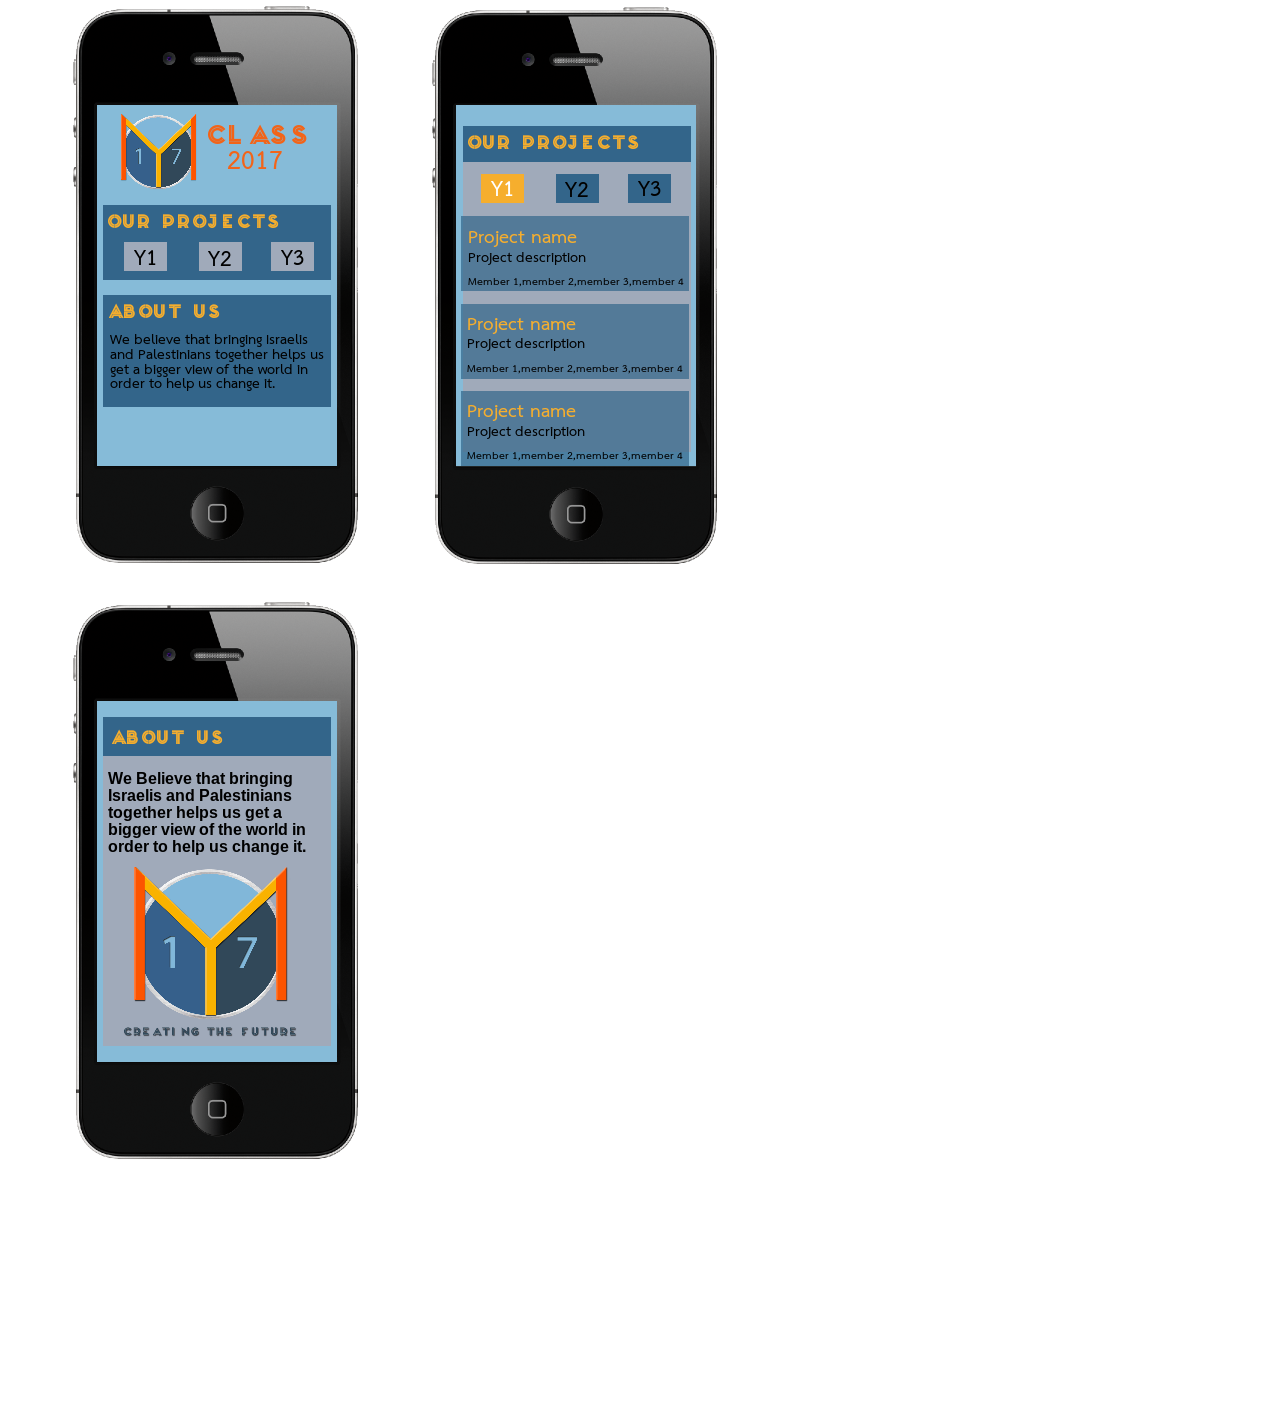 1 7
CLASS
2017
OUR PROJECTS
Y1 Y2 Y3
ABOUT US
We believe that bringing Israelis
and Palestinians together helps us
get a bigger view of the world in
order to help us change it.
OUR PROJECTS
Y1 Y2 Y3
Project name
Project description
Member 1,member 2,member 3,member 4
Project name
Project description
Member 1,member 2,member 3,member 4
Project name
Project description
Member 1,member 2,member 3,member 4
ABOUT US
We Believe that bringing
Israelis and Palestinians
together helps us get a
bigger view of the world in
order to help us change it.
1 7
CREATING THE FUTURE